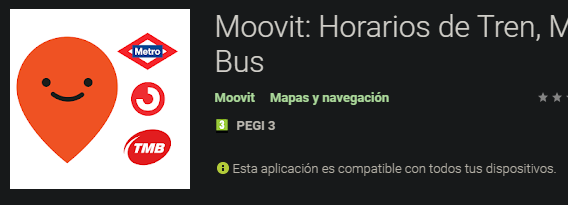 Moovit: Horarios de Tren, M
Bus
Metro
TMB
Moovit Mapas y navegación
3 PEGI 3
Esta aplicación es compatible con todos tus dispositivos.